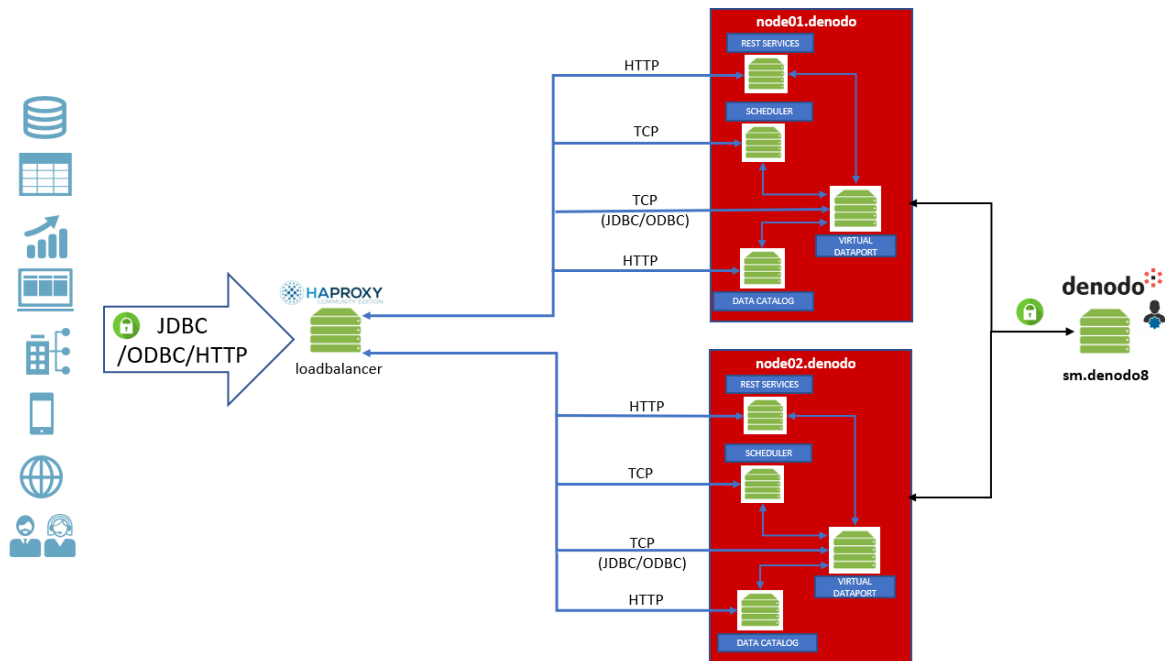 node01.denodo
REST SERVICES
HTTP
SCHEDULER
TCP
TCP
(JDBC/ODBC)
VIRTUAL
DATAPORT
HTTP
DATA CATALOG
HAPROXY
COMMUNITY EDITION
JDBC
/ODBC/HTTP
loadbalancer
denodo
sm.denodo8
node02.denodo
REST SERVICES
HTTP
SCHEDULER
TCP
TCP
(JDBC/ODBC)
VIRTUAL
DATAPORT
HTTP
DATA CATALOG